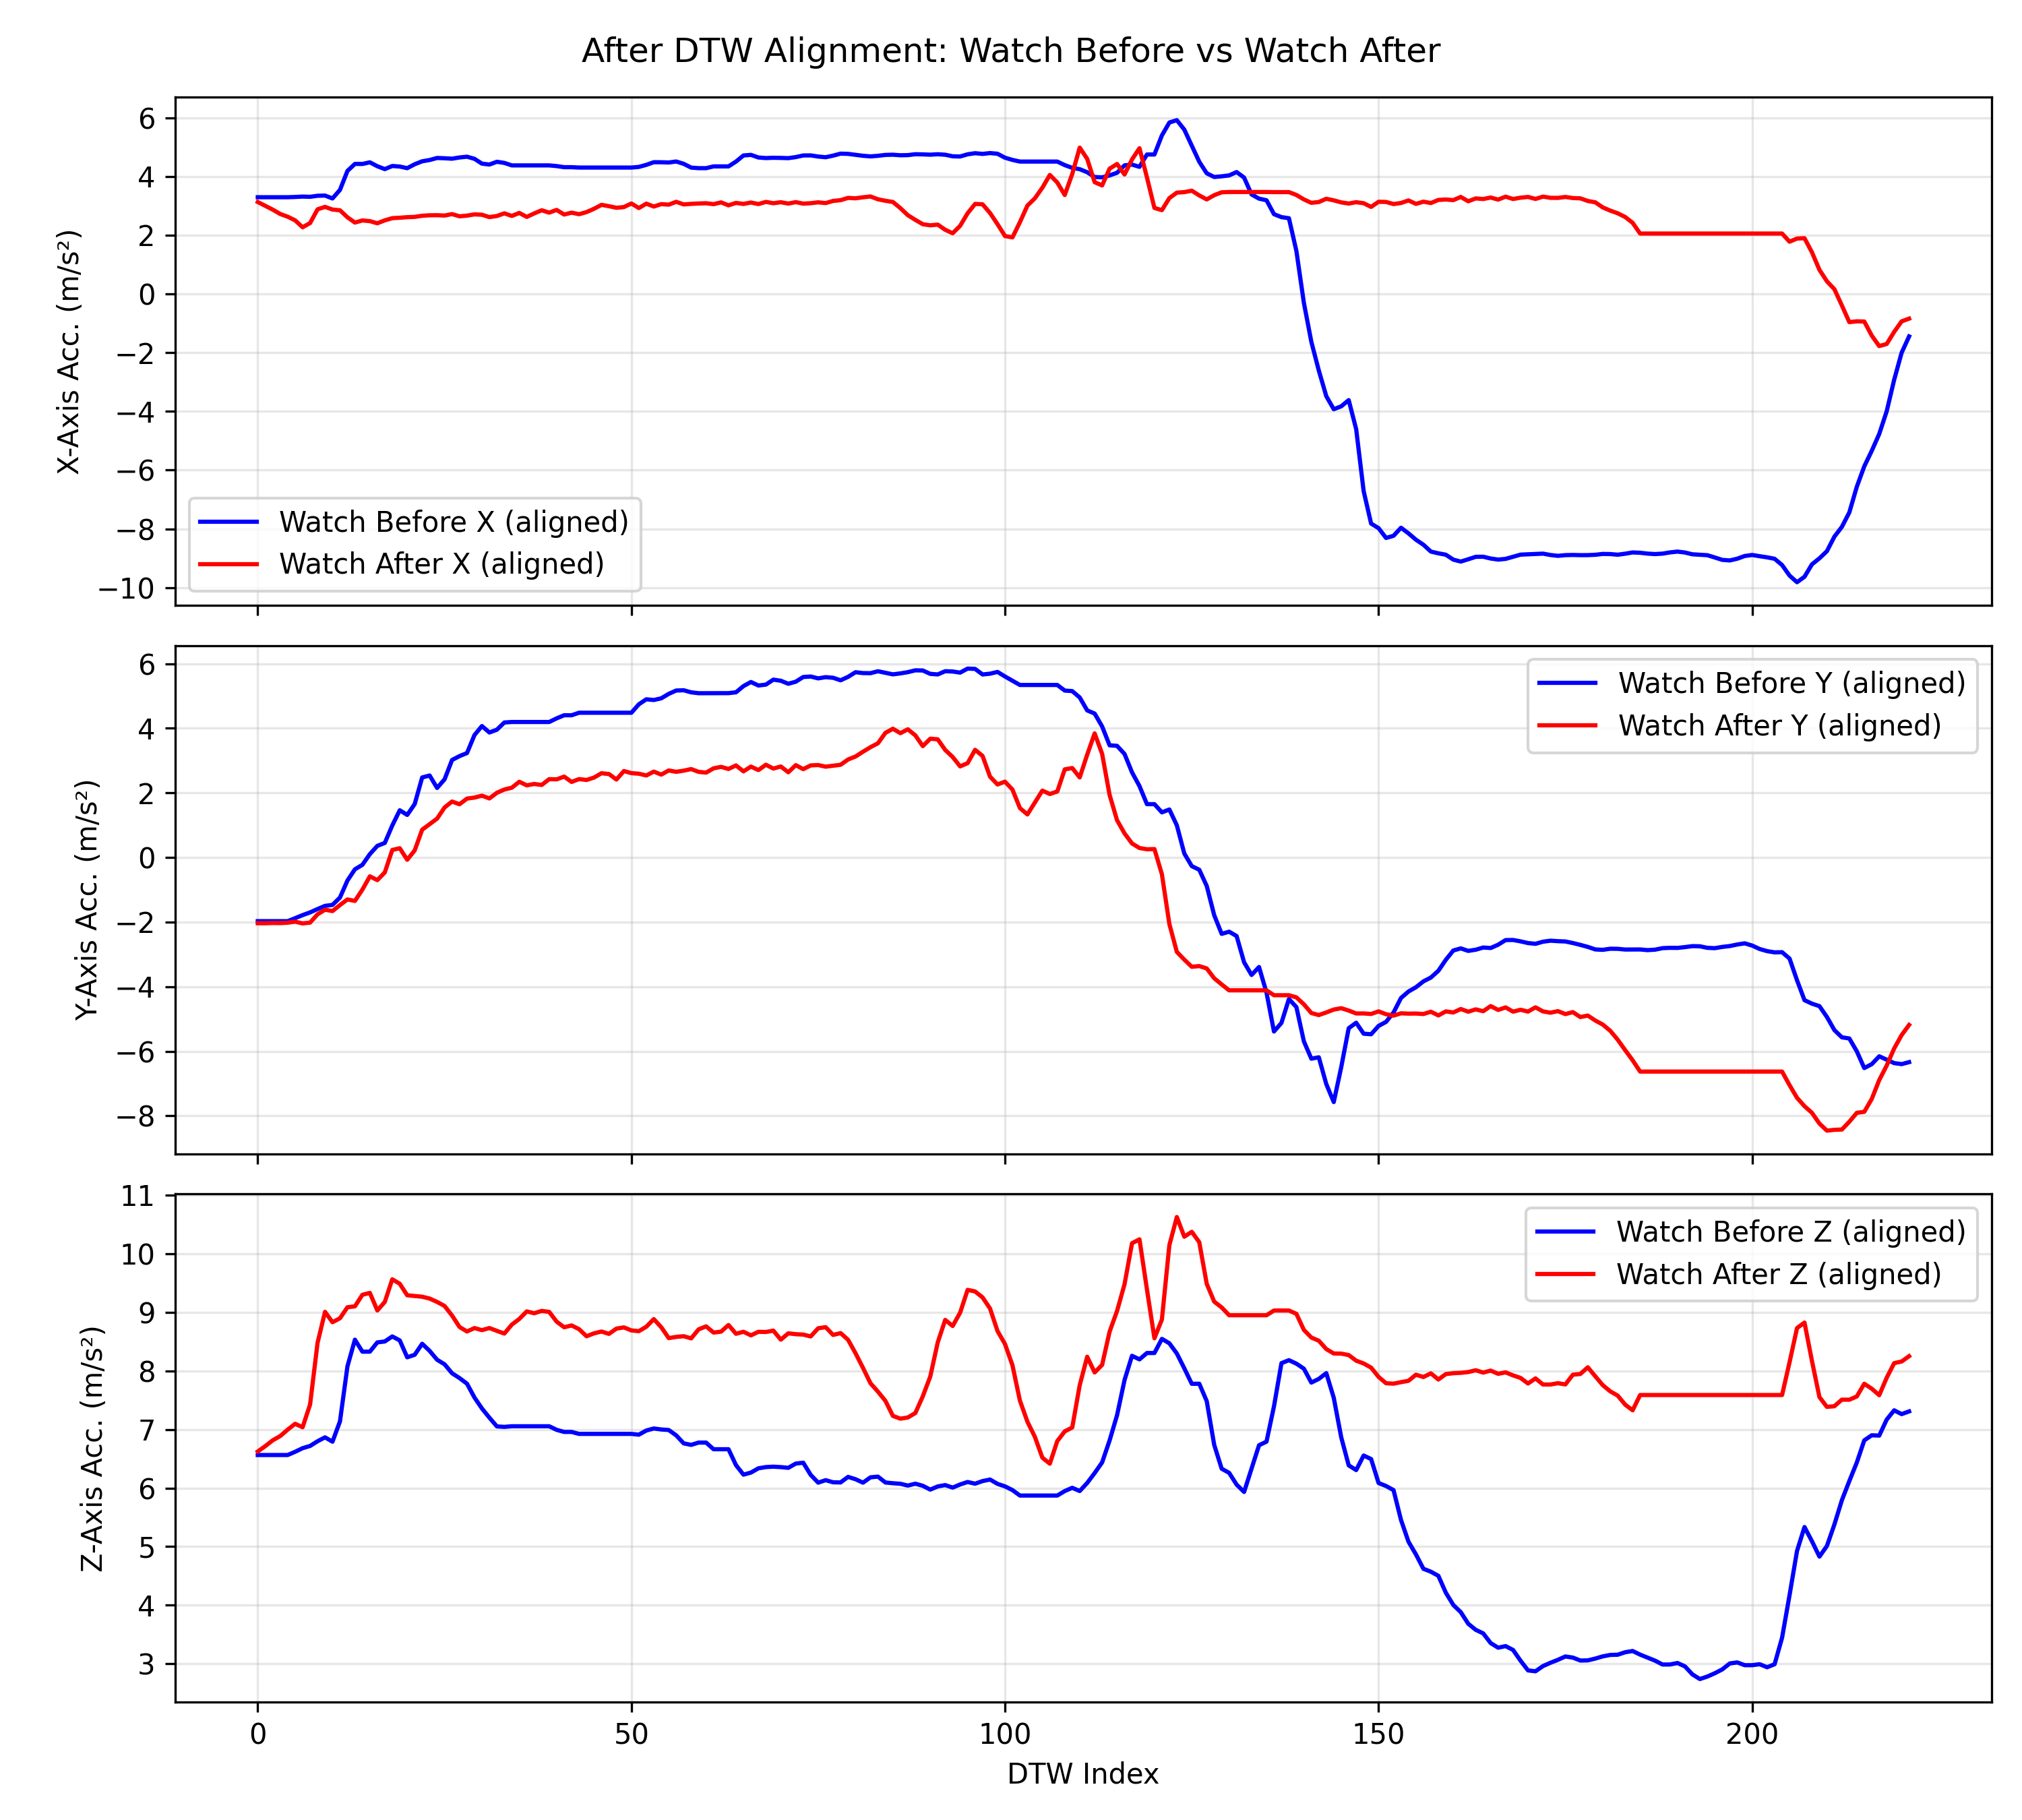 After DTW Alignment: Watch Before vs Watch After
6
4
2
0
−2
−4
−6
−8
−10
X-Axis Acc. (m/s²)
Watch Before X (aligned)
Watch After X (aligned)
6
4
2
0
−2
−4
−6
−8
Y-Axis Acc. (m/s²)
Watch Before Y (aligned)
Watch After Y (aligned)
11
10
9
8
7
6
5
4
3
Z-Axis Acc. (m/s²)
Watch Before Z (aligned)
Watch After Z (aligned)
0 50 100 150 200
DTW Index